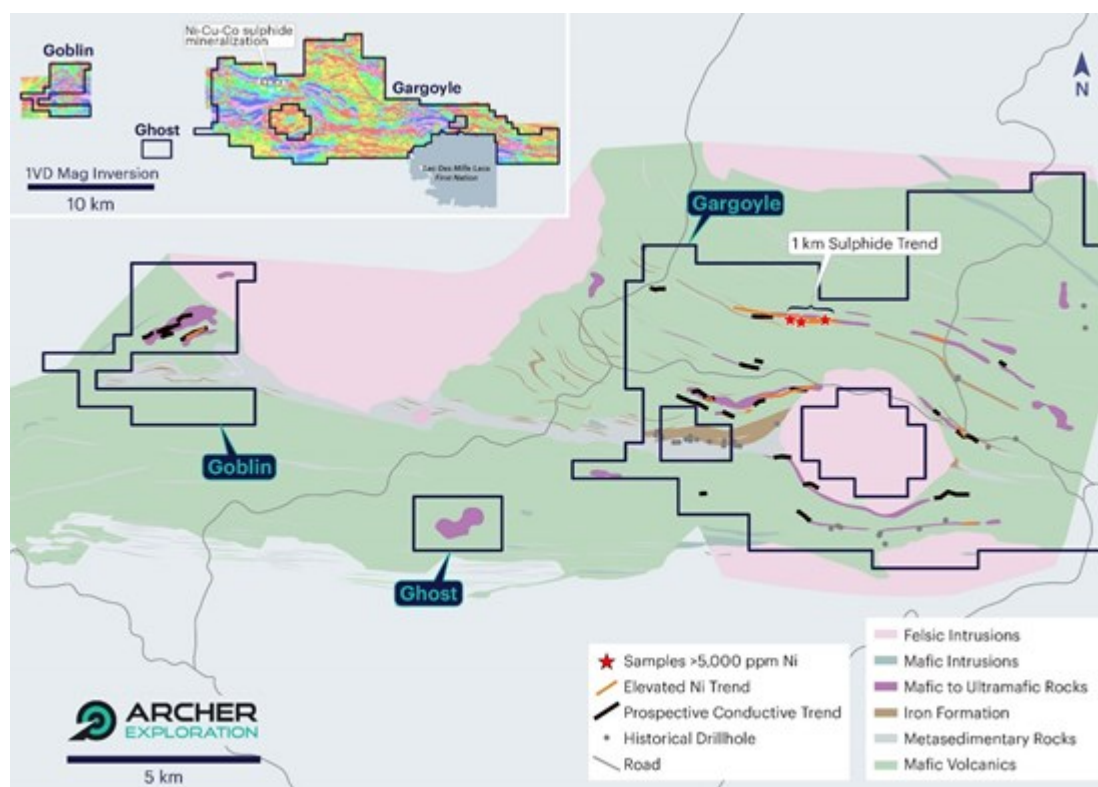 Ni-Cu-Co sulphide
mineralization
Goblin
Gargoyle
Ghost
Lac Des Mille Lacs
First Nation
1VD Mag Inversion
10 km
N
Gargoyle
1 km Sulphide Trend
Goblin
Ghost
Samples >5,000 ppm Ni
Elevated Ni Trend
Prospective Conductive Trend
Historical Drillhole
Road
Felsic Intrusions
Mafic Intrusions
Mafic to Ultramafic Rocks
Iron Formation
Metasedimentary Rocks
Mafic Volcanics
ARCHER
EXPLORATION
5 km